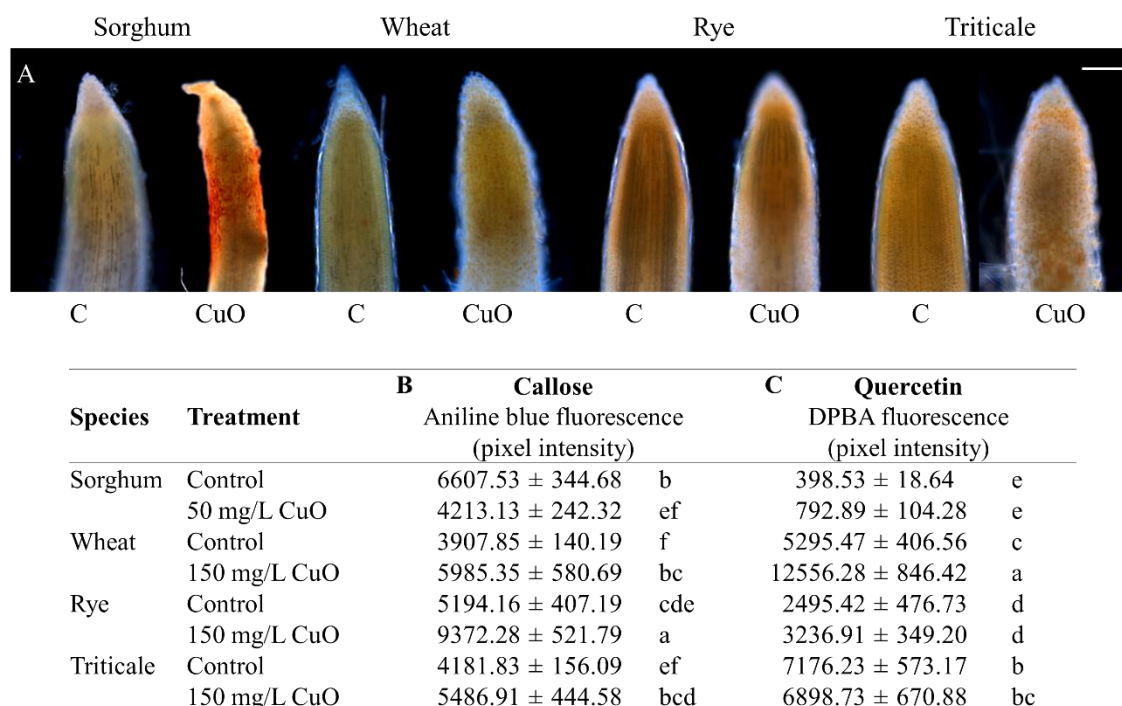 Sorghum Wheat Rye Triticale
A
C CuO C CuO C CuO C CuO
B Callose C Quercetin
Species Treatment Aniline blue fluorescence DPBA fluorescence
(pixel intensity) (pixel intensity)
Sorghum Control 6607.53 ± 344.68 b 398.53 ± 18.64 e
50 mg/L CuO 4213.13 ± 242.32 ef 792.89 ± 104.28 e
Wheat Control 3907.85 ± 140.19 f 5295.47 ± 406.56 c
150 mg/L CuO 5985.35 ± 580.69 bc 12556.28 ± 846.42 a
Rye Control 5194.16 ± 407.19 cde 2495.42 ± 476.73 d
150 mg/L CuO 9372.28 ± 521.79 a 3236.91 ± 349.20 d
Triticale Control 4181.83 ± 156.09 ef 7176.23 ± 573.17 b
150 mg/L CuO 5486.91 ± 444.58 bcd 6898.73 ± 670.88 bc